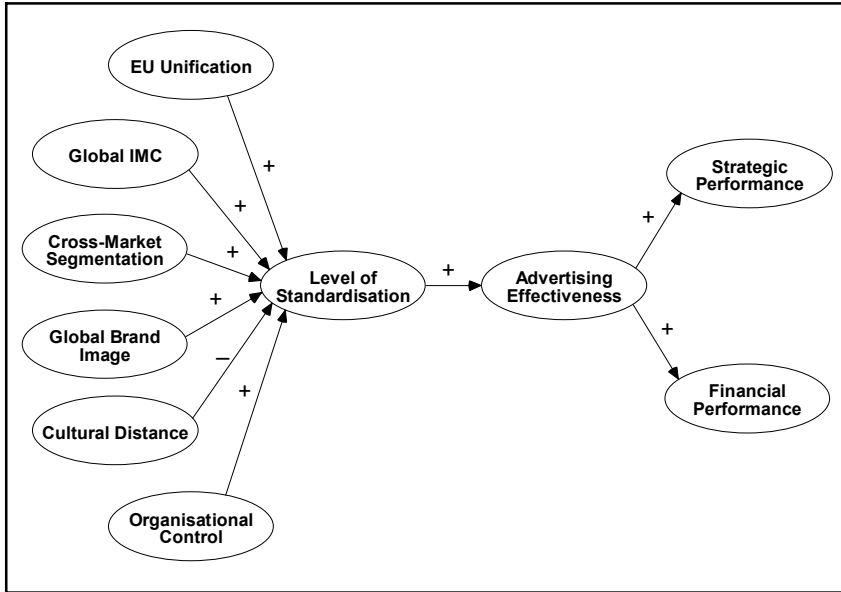 EU Unification
+
Global IMC
+
Cross-Market
Segmentation
+
Global Brand
Image
+
Cultural Distance
–
Organisational
Control
+
Level of
Standardisation
+
Advertising
Effectiveness
+
Strategic
Performance
+
Financial
Performance